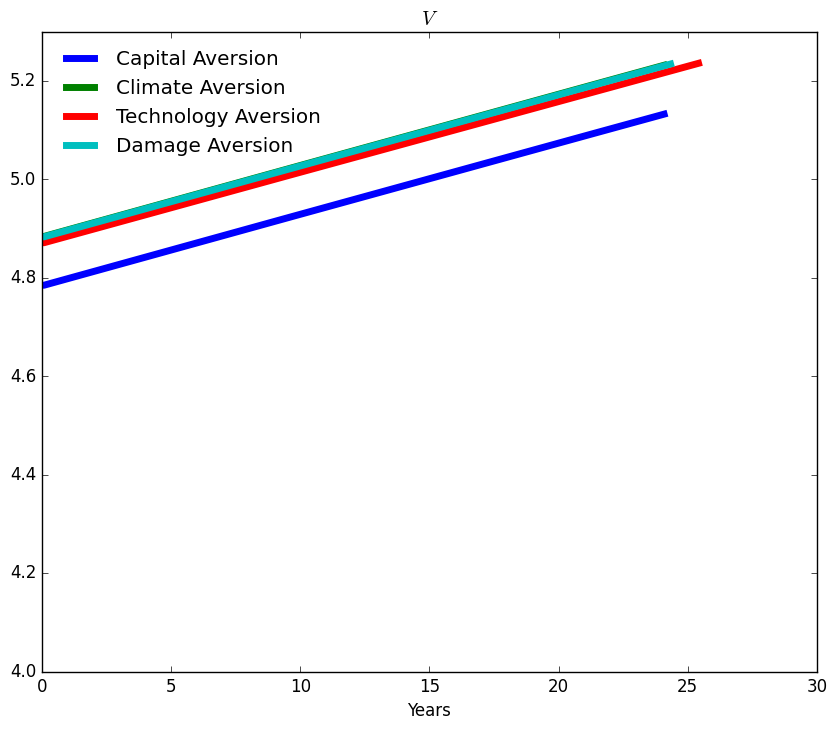 V
5.2
5.0
4.8
4.6
4.4
4.2
4.0
Capital Aversion
Climate Aversion
Technology Aversion
Damage Aversion
0 5 10 15 20 25 30
Years